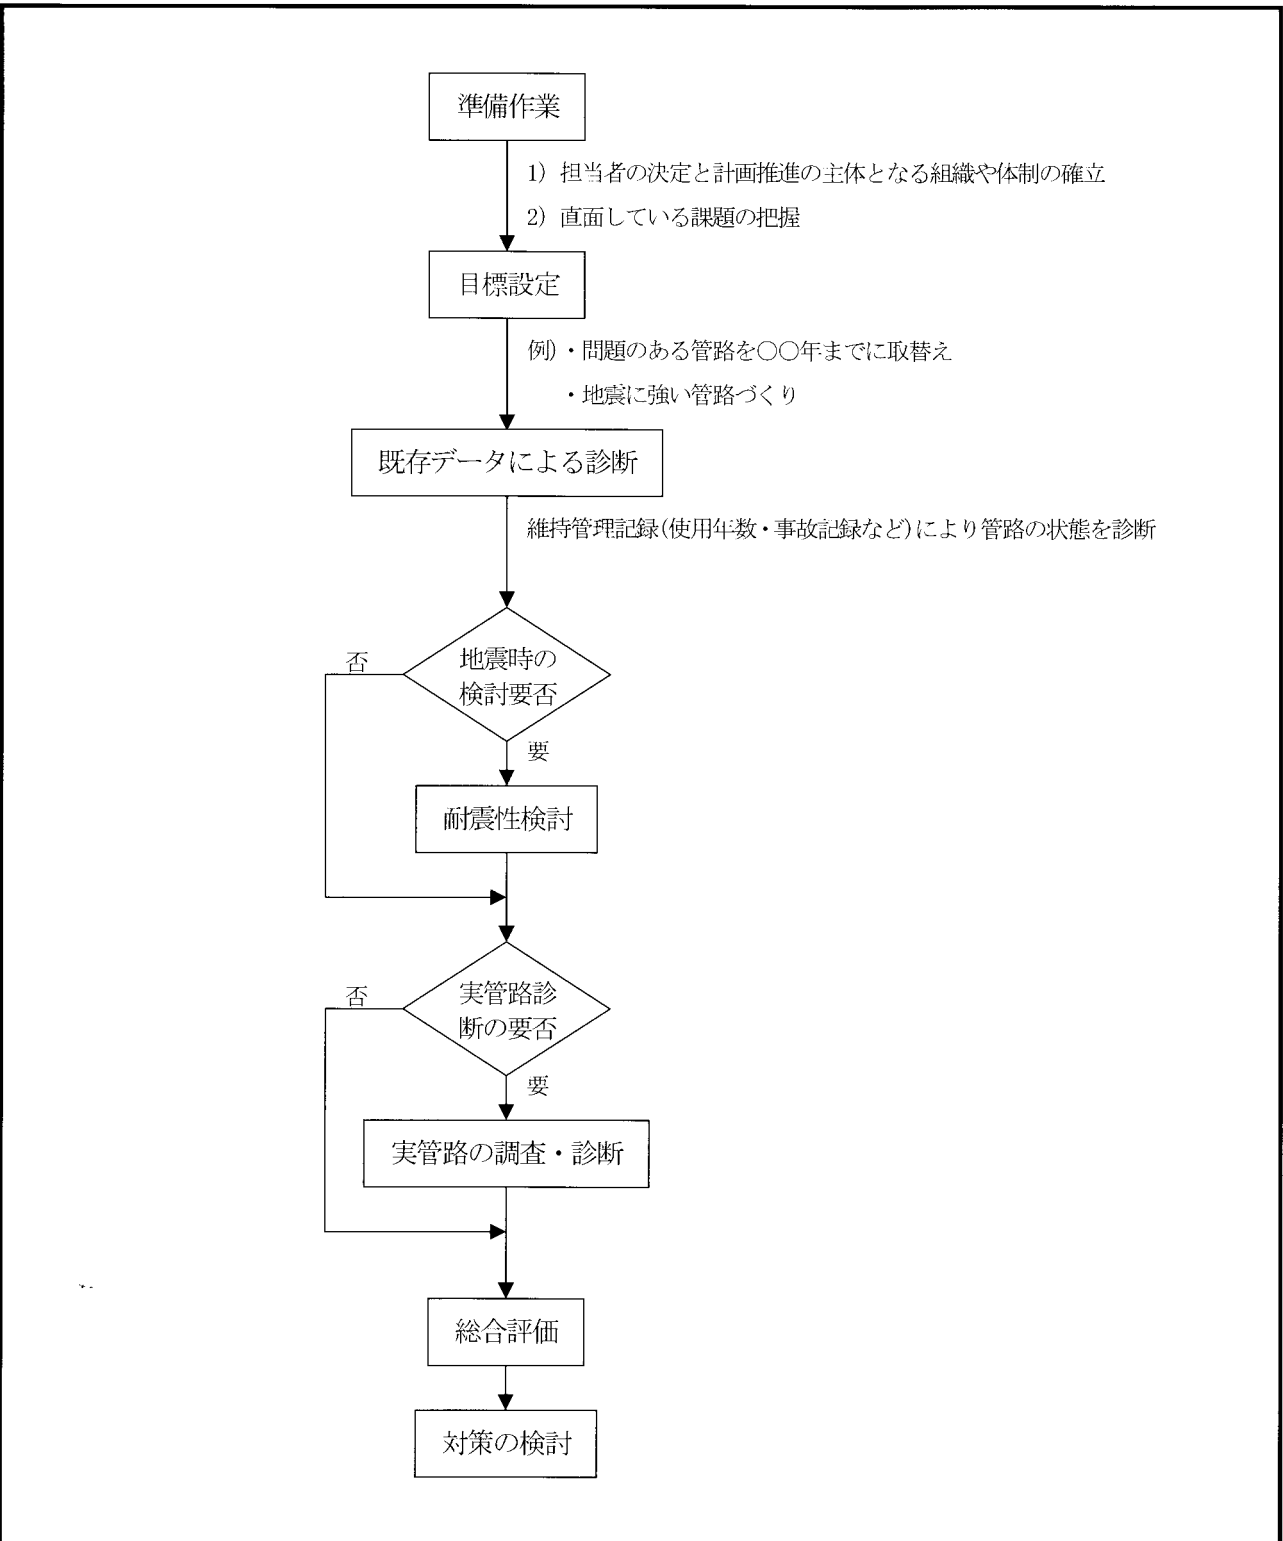 準備作業
1) 担当者の決定と計画推進の主体となる組織や体制の確立
2) 直面している課題の把握
目標設定
例)・問題のある管路を〇〇年までに取替え
・地震に強い管路づくり
既存データによる診断
維持管理記録(使用年数・事故記録など)により管路の状態を診断
地震時の
検討要否
否
要
耐震性検討
実管路診
断の要否
否
要
実管路の調査・診断
総合評価
対策の検討